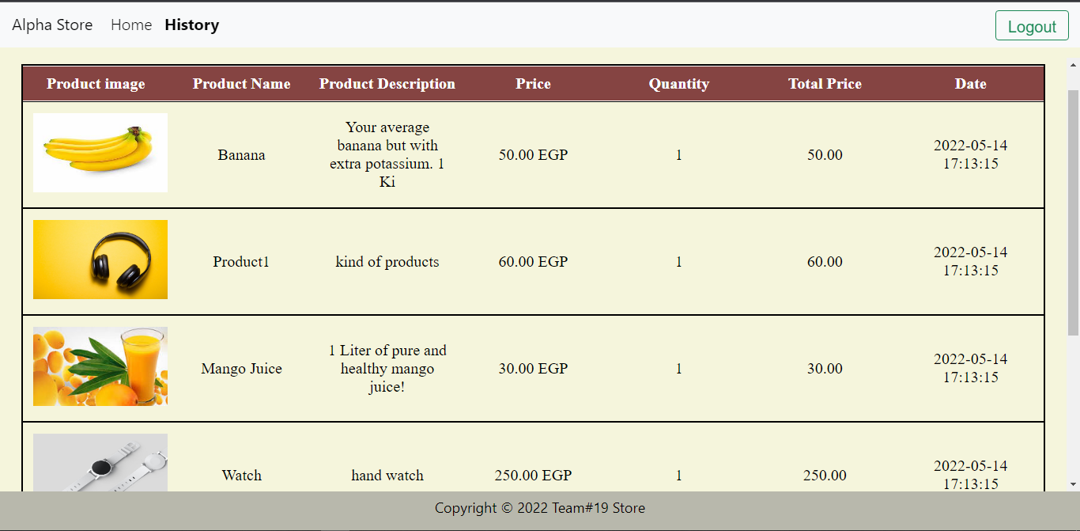 Alpha Store Home History Logout
Product image Product Name Product Description Price Quantity Total Price Date
Your average
banana but with
extra potassium. 1
Ki
Banana
50.00 EGP
1
50.00
2022-05-14
17:13:15
Product1
kind of products
60.00 EGP
1
60.00
2022-05-14
17:13:15
Mango Juice
1 Liter of pure and
healthy mango
juice!
30.00 EGP
1
30.00
2022-05-14
17:13:15
Watch
hand watch
250.00 EGP
1
250.00
2022-05-14
17:13:15
Copyright © 2022 Team#19 Store